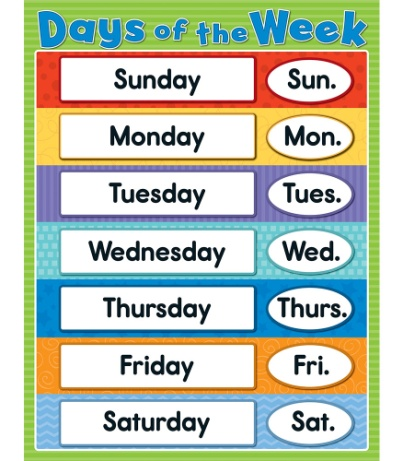 Days of the Week
Sunday Sun.
Monday Mon.
Tuesday Tues.
Wednesday Wed.
Thursday Thurs.
Friday Fri.
Saturday Sat.